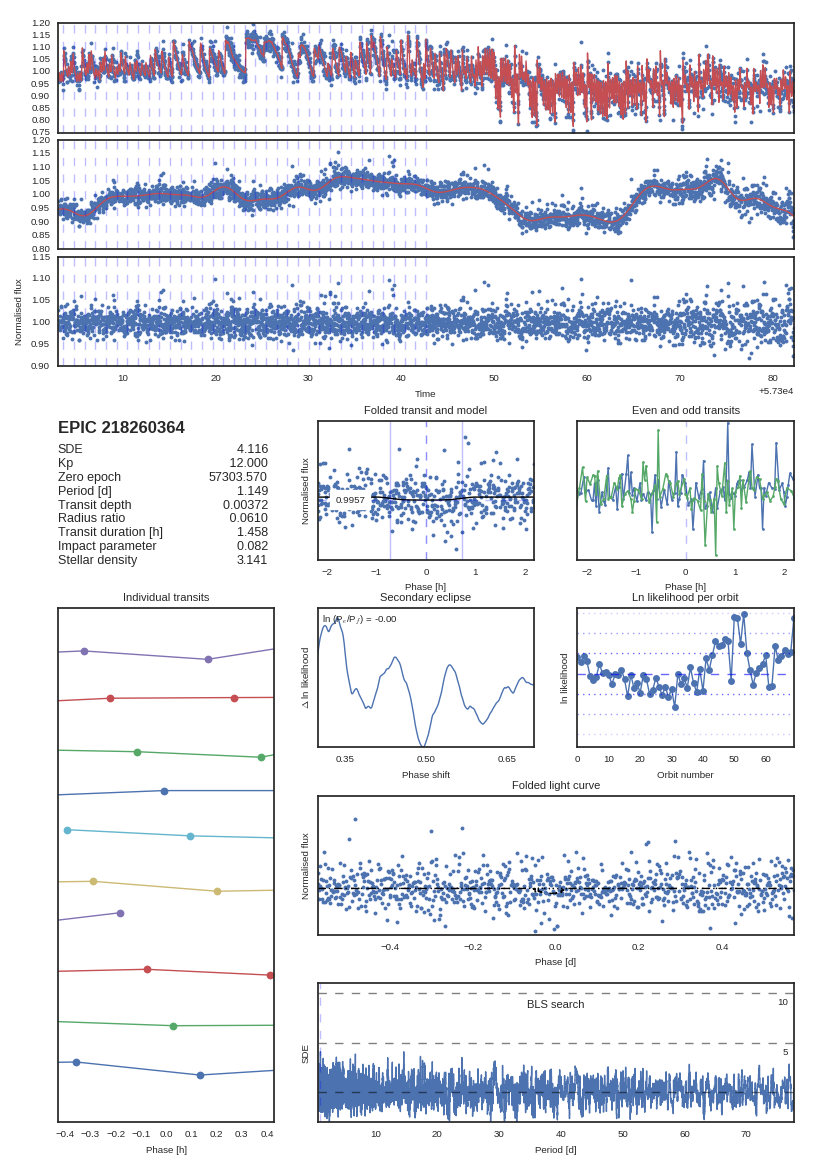 1.20
1.15
1.10
1.05
1.00
0.95
0.90
0.85
0.80
0.75
1.20
1.15
1.10
1.05
1.00
0.95
0.90
0.85
0.80
1.15
1.10
1.05
1.00
0.95
0.90
Normalised flux
10 20 30 40 50 60 70 80
Time
+5.73e4
EPIC 218260364
SDE 4.116
Kp 12.000
Zero epoch 57303.570
Period [d] 1.149
Transit depth 0.00372
Radius ratio 0.0610
Transit duration [h] 1.458
Impact parameter 0.082
Stellar density 3.141
Folded transit and model
Normalised flux
0.9957
−2 −1 0 1 2
Phase [h]
Even and odd transits
−2 −1 0 1 2
Phase [h]
Individual transits
−0.4 −0.3 −0.2 −0.1 0.0 0.1 0.2 0.3 0.4
Phase [h]
Secondary eclipse
Δ ln likelihood
0.35 0.50 0.65
Phase shift
Ln likelihood per orbit
ln likelihood
0 10 20 30 40 50 60
Orbit number
Folded light curve
Normalised flux
−0.4 −0.2 0.0 0.2 0.4
Phase [d]
BLS search
10
5
SDE
10 20 30 40 50 60 70
Period [d]